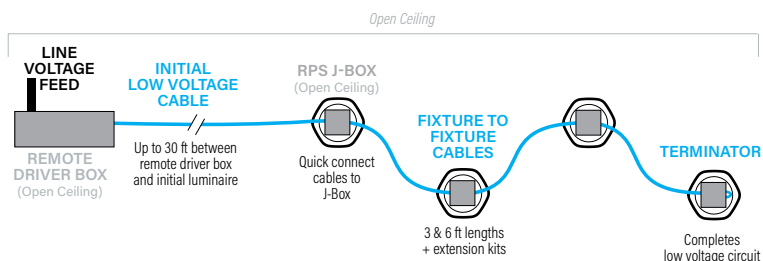 Open Ceiling
LINE
VOLTAGE
FEED
INITIAL
LOW VOLTAGE
CABLE
RPS J-BOX
(Open Ceiling)
FIXTURE TO
FIXTURE
CABLES
TERMINATOR
REMOTE
DRIVER BOX
(Open Ceiling)
Up to 30 ft between
remote driver box
and initial luminaire
Quick connect
cables to
J-Box
3 & 6 ft lengths
+ extension kits
Completes
low voltage circuit